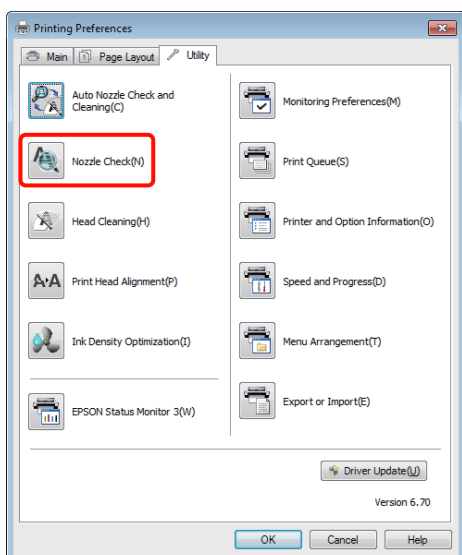 Printing Preferences
Main
Page Layout
Utility
Auto Nozzle Check and
Cleaning(C)
Nozzle Check(N)
Head Cleaning(H)
Print Head Alignment(P)
Ink Density Optimization(I)
EPSON Status Monitor 3(W)
Monitoring Preferences(M)
Print Queue(S)
Printer and Option Information(O)
Speed and Progress(D)
Menu Arrangement(T)
Export or Import(E)
Driver Update(U)
Version 6.70
OK
Cancel
Help